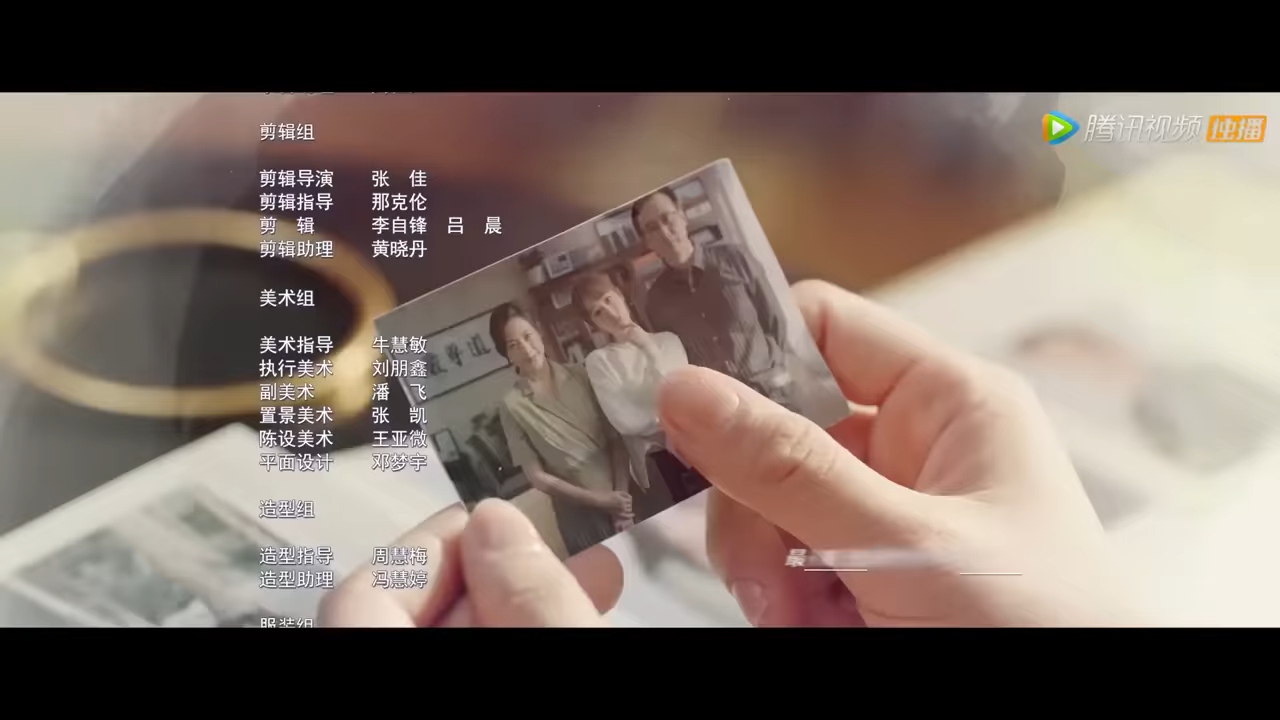 腾讯视频 独播
剪辑组
剪辑导演 张 佳
剪辑指导 那克伦
剪 辑 李自锋 吕 晨
剪辑助理 黄晓丹
美术组
美术指导 牛慧敏
执行美术 刘朋鑫
副美术 潘 飞
置景美术 张 凯
陈设美术 王亚微
平面设计 邓梦宇
造型组
造型指导 周慧梅
造型助理 冯慧婷
服装组